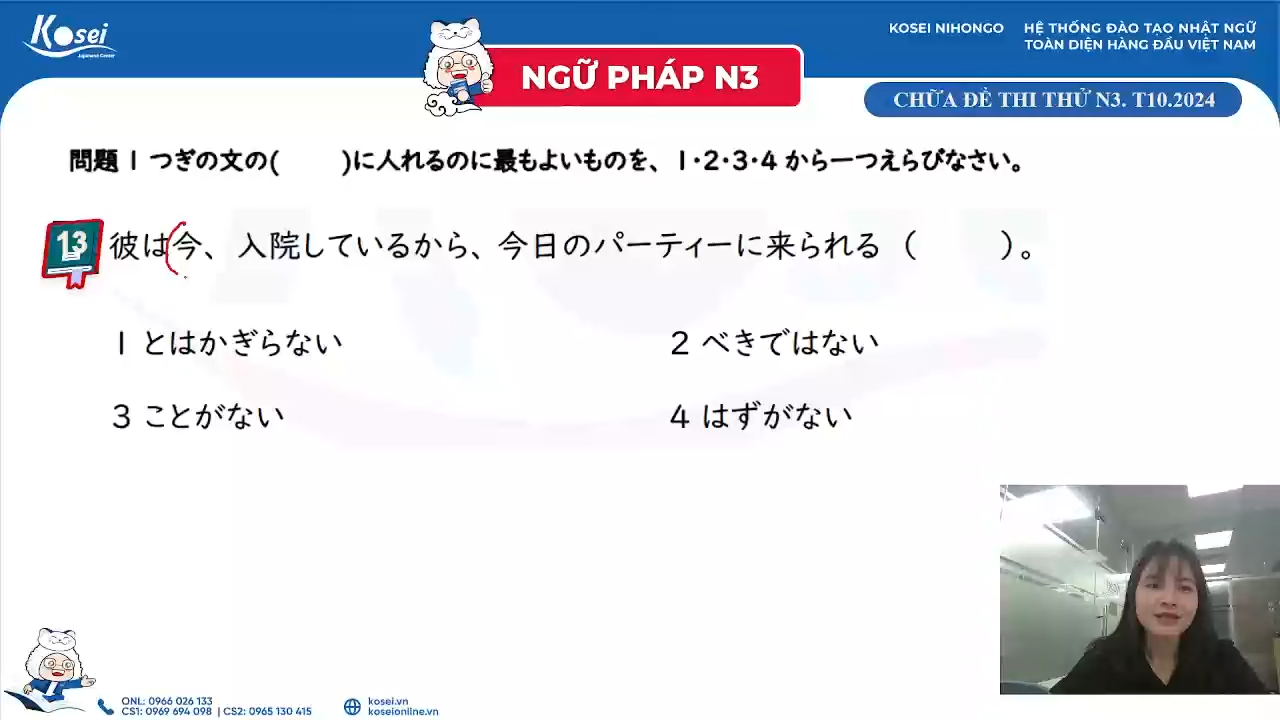 Kosei
Japanese Center
KOSEI NIHONGO
HỆ THỐNG ĐÀO TẠO NHẬT NGỮ
TOÀN DIỆN HÀNG ĐẦU VIỆT NAM
NGỮ PHÁP N3
CHỮA ĐỀ THI THỬ N3. T10.2024
問題1 つぎの文の( )に人れるのに最もよいものを、1・2・3・4 から一つえらびなさい。
13 彼は今、入院しているから、今日のパーティーに来られる( )。
1 とはかぎらない
2 べきではない
3 ことがない
4 はずがない
ONL: 0966 026 133
CS1: 0969 694 098 | CS2: 0965 130 415
kosei.vn
koseionline.vn